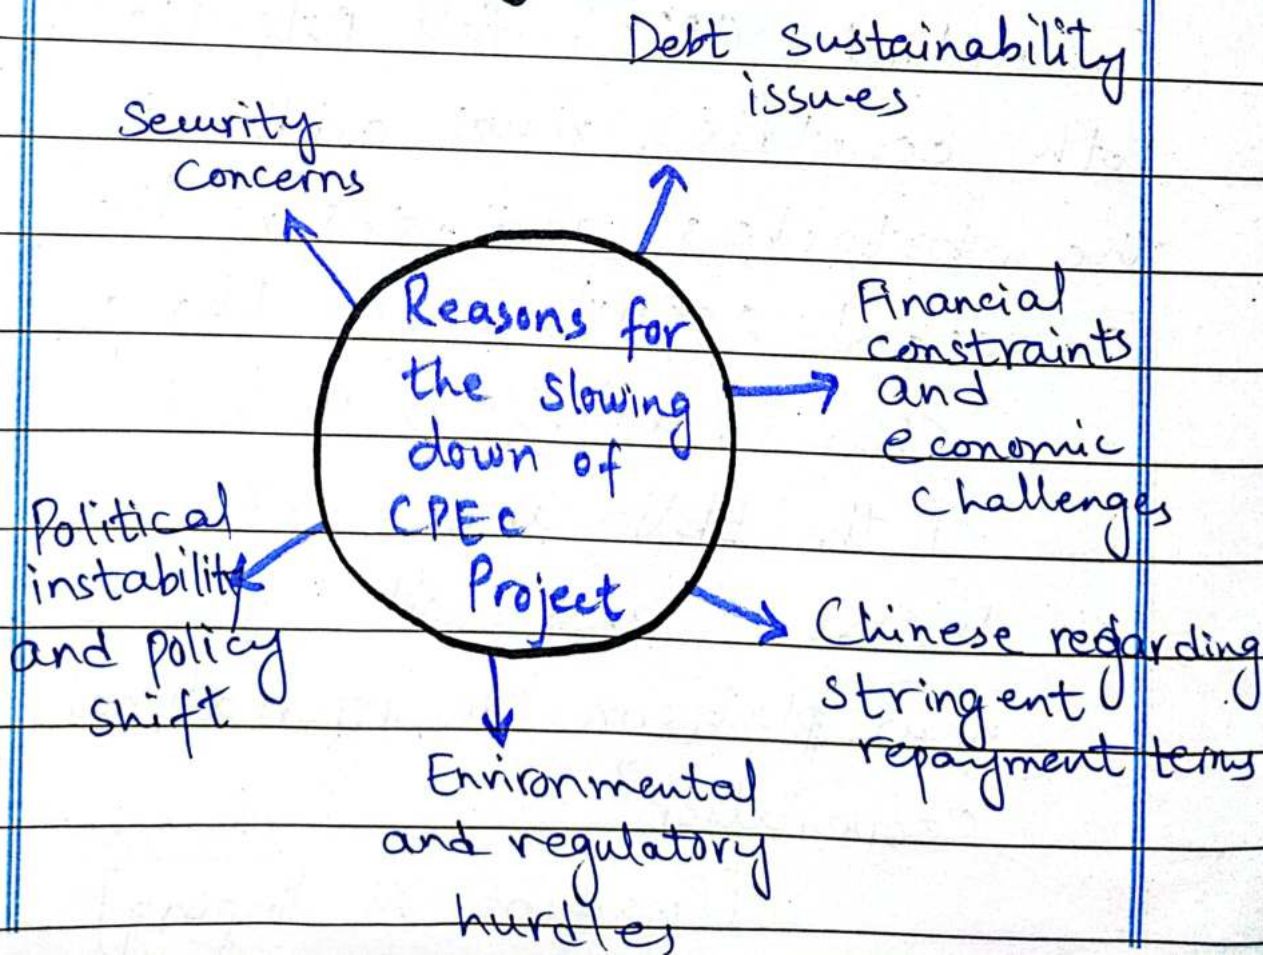 Debt sustainability
issues
Security
Concerns
Reasons for
the slowing
down of
CPEC
Project
Financial
constraints
and
economic
challenges
Political
instability
and policy
shift
Chinese regarding
stringent
repayment terms
Environmental
and regulatory
hurdles